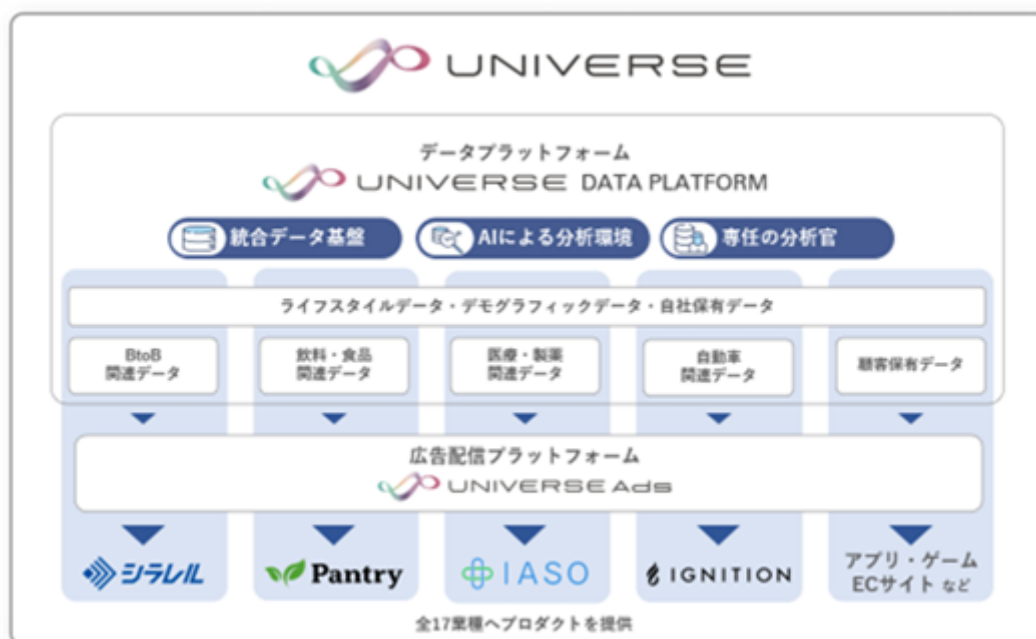 UNIVERSE
データプラットフォーム
UNIVERSE DATA PLATFORM
統合データ基盤
AIによる分析環境
専任の分析官
ライフスタイルデータ・デモグラフィックデータ・自社保有データ
BtoB
関連データ
飲料・食品
関連データ
医療・製薬
関連データ
自動車
関連データ
顧客保有データ
広告配信プラットフォーム
UNIVERSE Ads
シラレル
Pantry
IASO
IGNITION
アプリ・ゲーム
ECサイト など
全17業種へプロダクトを提供